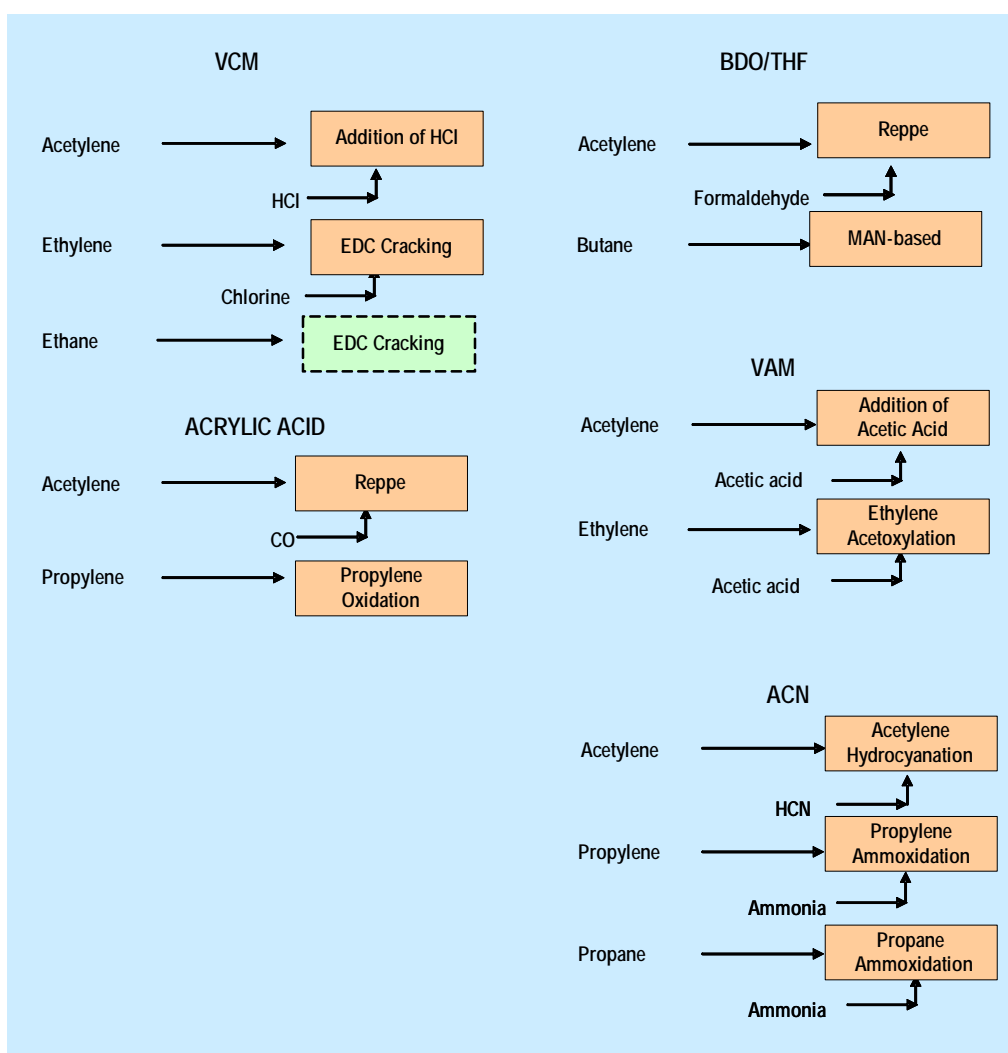 VCM
Acetylene
Addition of HCl
HCl
Ethylene
EDC Cracking
Chlorine
Ethane
EDC Cracking
ACRYLIC ACID
Acetylene
Reppe
CO
Propylene
Propylene
Oxidation
BDO/THF
Acetylene
Reppe
Formaldehyde
Butane
MAN-based
VAM
Acetylene
Addition of
Acetic Acid
Acetic acid
Ethylene
Ethylene
Acetoxylation
Acetic acid
ACN
Acetylene
Acetylene
Hydrocyanation
HCN
Propylene
Propylene
Ammoxidation
Ammonia
Propane
Propane
Ammoxidation
Ammonia